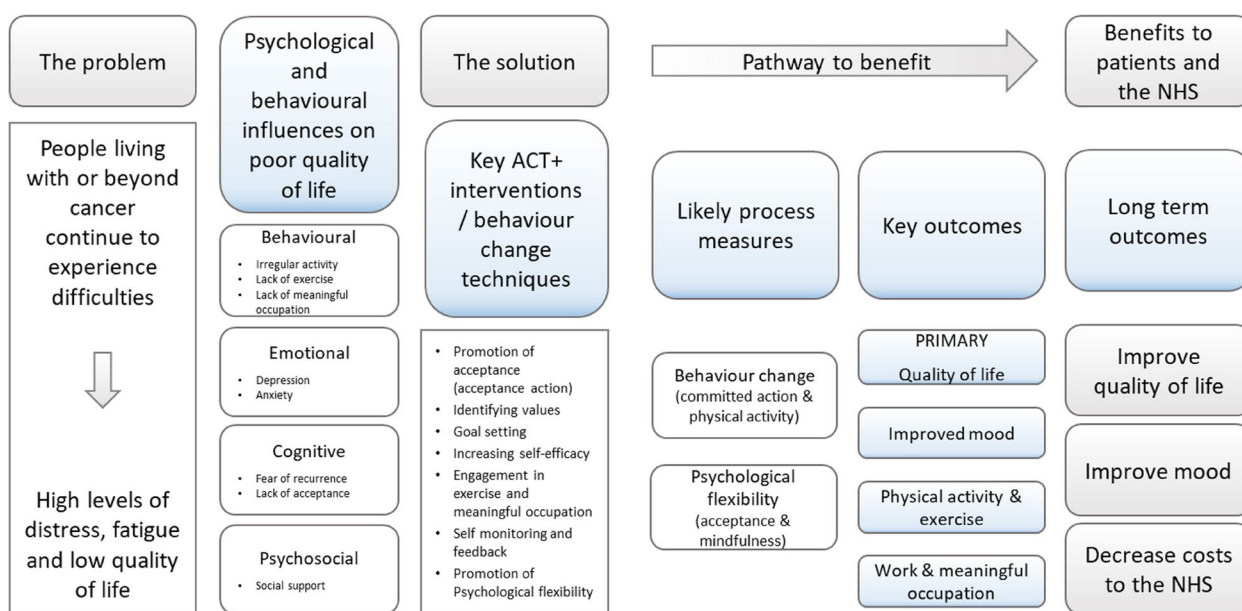 The problem
People living
with or beyond
cancer
continue to
experience
difficulties
High levels of
distress, fatigue
and low quality
of life
Psychological
and
behavioural
influences on
poor quality
of life
Behavioural
• Irregular activity
• Lack of exercise
• Lack of meaningful
occupation
Emotional
• Depression
• Anxiety
Cognitive
• Fear of recurrence
• Lack of acceptance
Psychosocial
• Social support
The solution
Key ACT+
interventions
/ behaviour
change
techniques
• Promotion of
acceptance
(acceptance action)
• Identifying values
• Goal setting
• Increasing self-efficacy
• Engagement in
exercise and
meaningful occupation
• Self monitoring and
feedback
• Promotion of
Psychological flexibility
Pathway to benefit
Likely process
measures
Behaviour change
(committed action &
physical activity)
Psychological
flexibility
(acceptance &
mindfulness)
Key outcomes
PRIMARY
Quality of life
Improved mood
Physical activity &
exercise
Work & meaningful
occupation
Benefits to
patients and
the NHS
Long term
outcomes
Improve
quality of life
Improve mood
Decrease costs
to the NHS